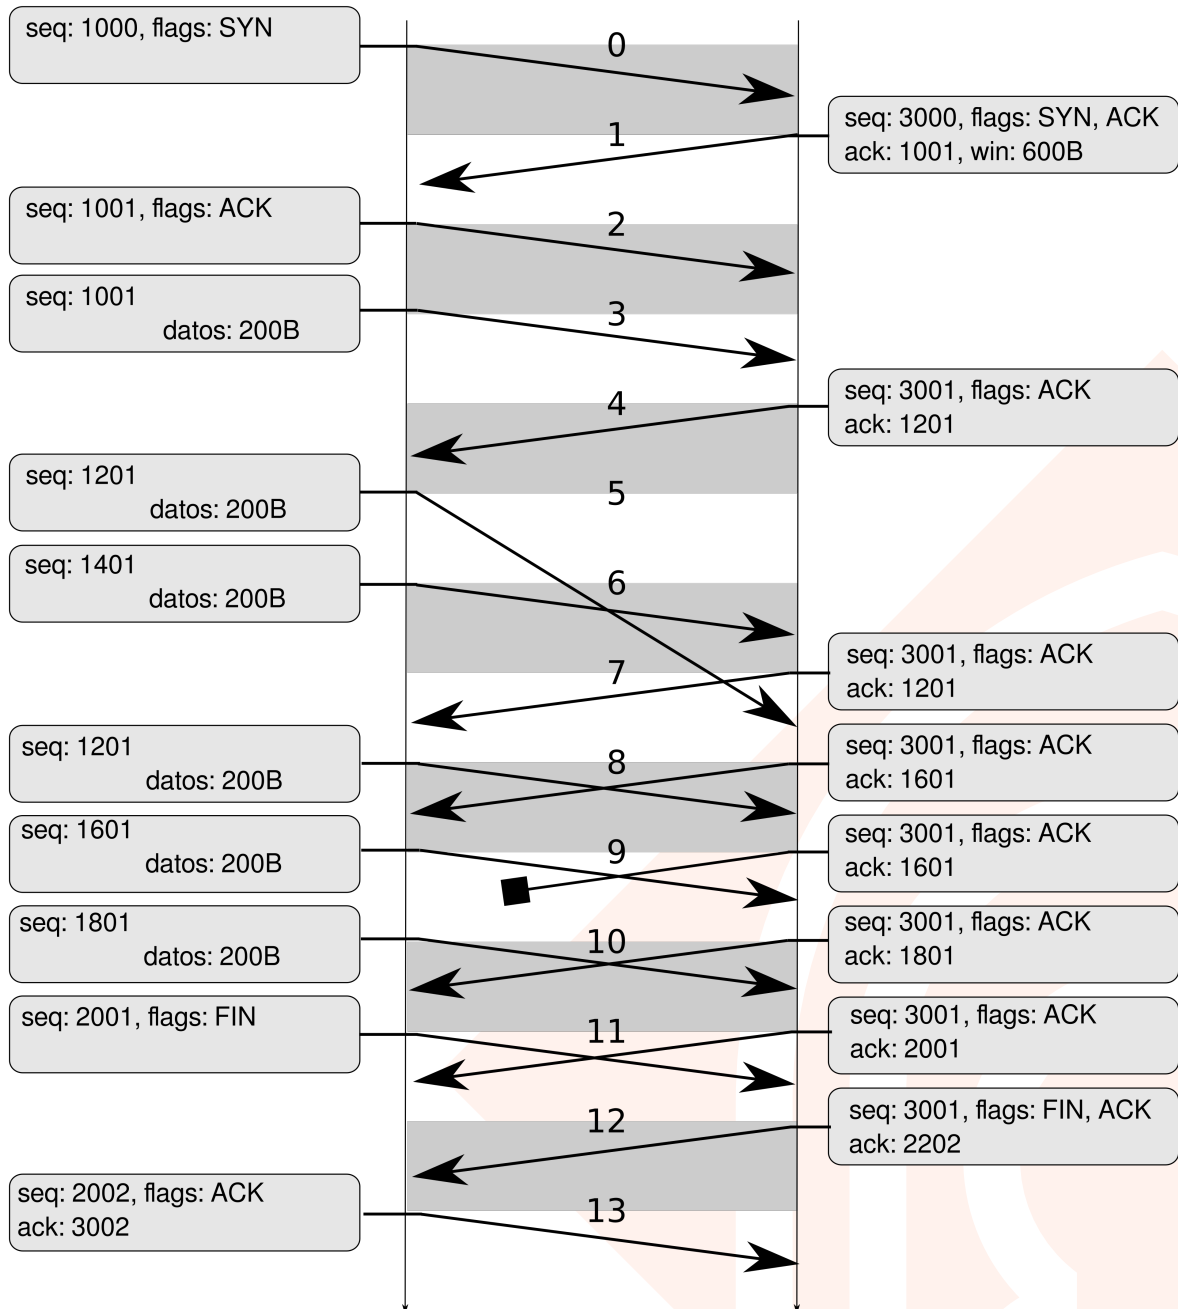 seq: 1000, flags: SYN
0
seq: 3000, flags: SYN, ACK
ack: 1001, win: 600B
1
seq: 1001, flags: ACK
2
seq: 1001
datos: 200B
3
seq: 3001, flags: ACK
ack: 1201
4
seq: 1201
datos: 200B
5
seq: 1401
datos: 200B
6
seq: 3001, flags: ACK
ack: 1201
7
seq: 1201
datos: 200B
8
seq: 3001, flags: ACK
ack: 1601
seq: 1601
datos: 200B
9
seq: 3001, flags: ACK
ack: 1601
seq: 1801
datos: 200B
10
seq: 3001, flags: ACK
ack: 1801
seq: 2001, flags: FIN
11
seq: 3001, flags: ACK
ack: 2001
12
seq: 3001, flags: FIN, ACK
ack: 2202
seq: 2002, flags: ACK
ack: 3002
13